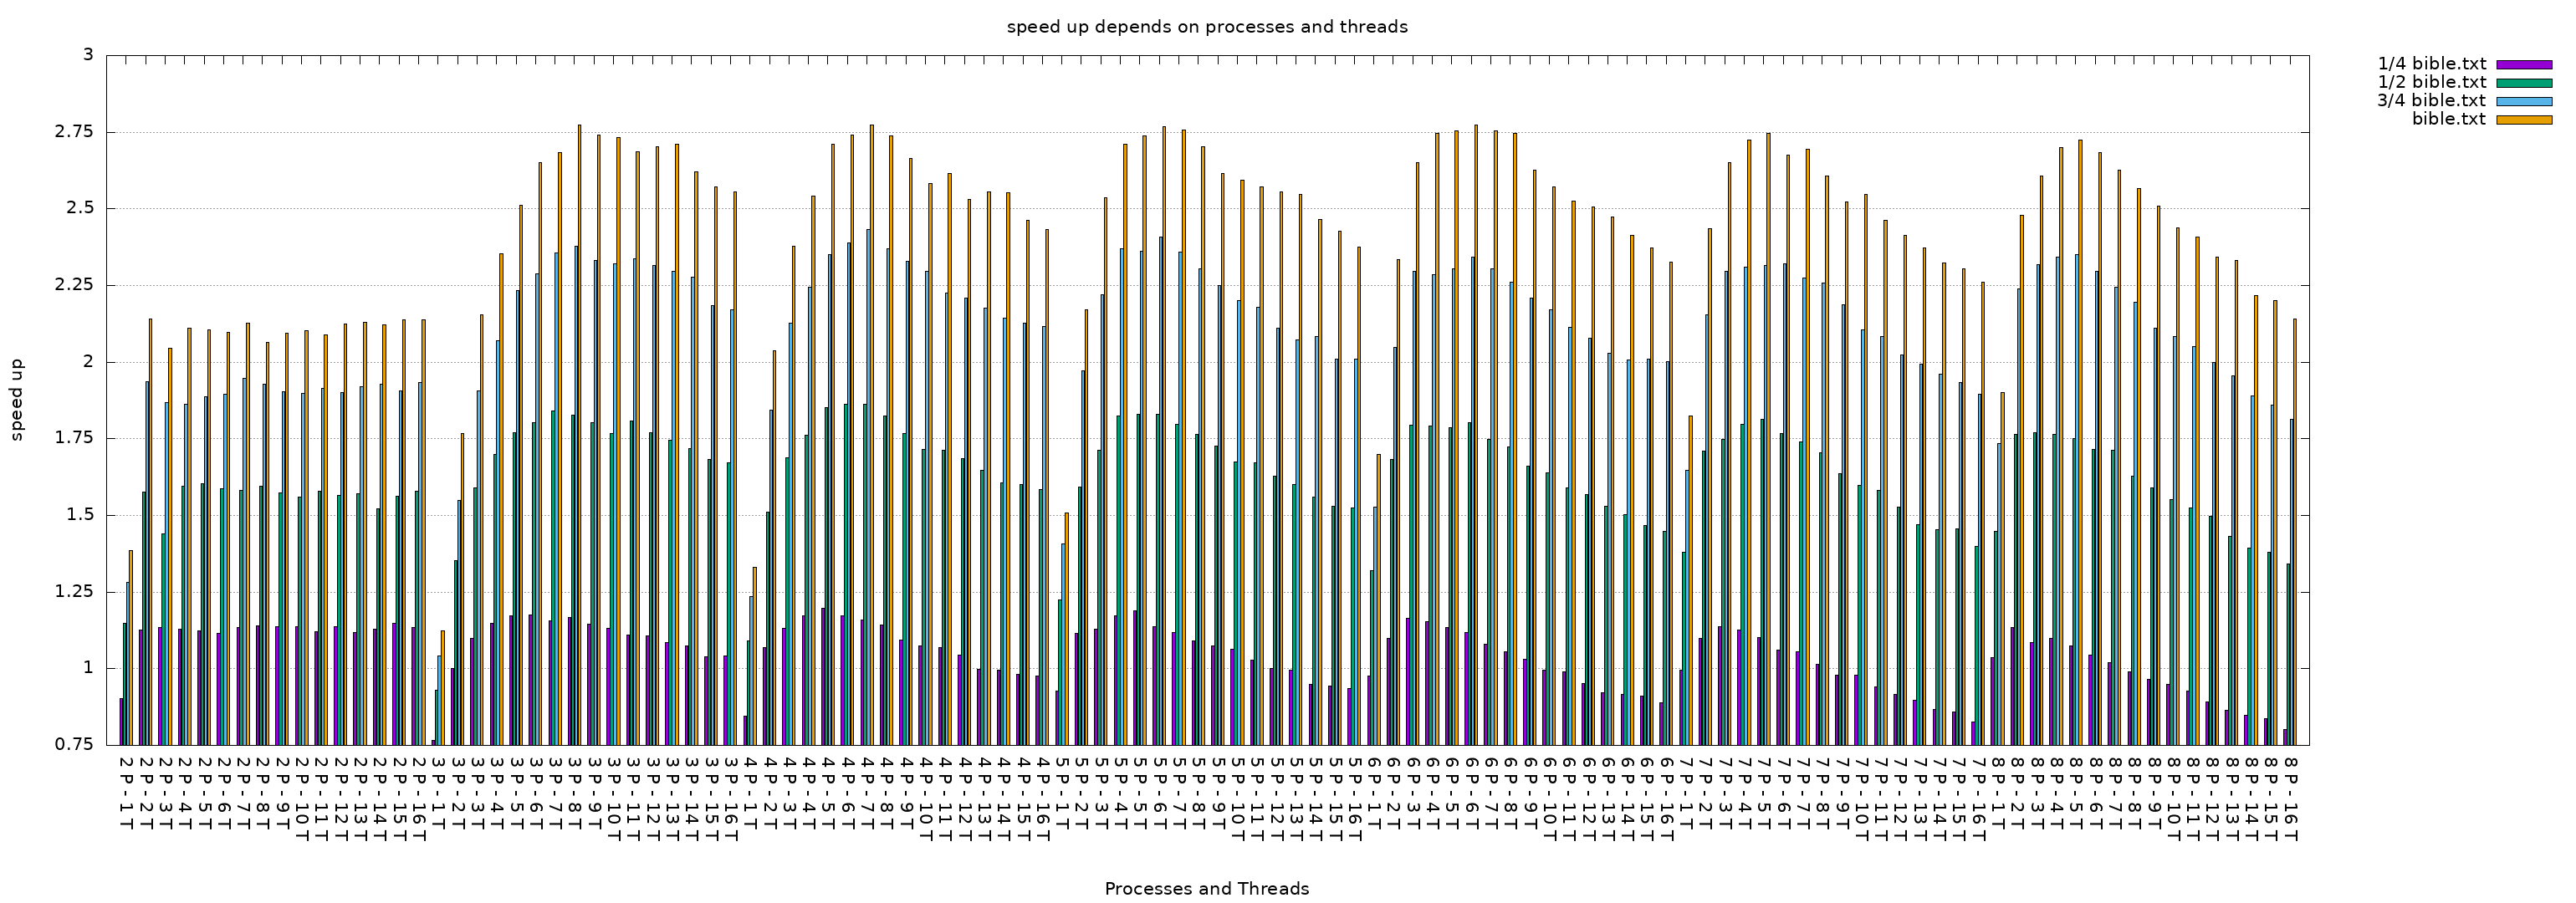 speed up depends on processes and threads
1/4 bible.txt
1/2 bible.txt
3/4 bible.txt
bible.txt
3
2.75
2.5
2.25
2
1.75
1.5
1.25
1
0.75
speed up
2 P - 1 T
2 P - 2 T
2 P - 3 T
2 P - 4 T
2 P - 5 T
2 P - 6 T
2 P - 7 T
2 P - 8 T
2 P - 9 T
2 P - 10 T
2 P - 11 T
2 P - 12 T
2 P - 13 T
2 P - 14 T
2 P - 15 T
2 P - 16 T
3 P - 1 T
3 P - 2 T
3 P - 3 T
3 P - 4 T
3 P - 5 T
3 P - 6 T
3 P - 7 T
3 P - 8 T
3 P - 9 T
3 P - 10 T
3 P - 11 T
3 P - 12 T
3 P - 13 T
3 P - 14 T
3 P - 15 T
3 P - 16 T
4 P - 1 T
4 P - 2 T
4 P - 3 T
4 P - 4 T
4 P - 5 T
4 P - 6 T
4 P - 7 T
4 P - 8 T
4 P - 9 T
4 P - 10 T
4 P - 11 T
4 P - 12 T
4 P - 13 T
4 P - 14 T
4 P - 15 T
4 P - 16 T
5 P - 1 T
5 P - 2 T
5 P - 3 T
5 P - 4 T
5 P - 5 T
5 P - 6 T
5 P - 7 T
5 P - 8 T
5 P - 9 T
5 P - 10 T
5 P - 11 T
5 P - 12 T
5 P - 13 T
5 P - 14 T
5 P - 15 T
5 P - 16 T
6 P - 1 T
6 P - 2 T
6 P - 3 T
6 P - 4 T
6 P - 5 T
6 P - 6 T
6 P - 7 T
6 P - 8 T
6 P - 9 T
6 P - 10 T
6 P - 11 T
6 P - 12 T
6 P - 13 T
6 P - 14 T
6 P - 15 T
6 P - 16 T
7 P - 1 T
7 P - 2 T
7 P - 3 T
7 P - 4 T
7 P - 5 T
7 P - 6 T
7 P - 7 T
7 P - 8 T
7 P - 9 T
7 P - 10 T
7 P - 11 T
7 P - 12 T
7 P - 13 T
7 P - 14 T
7 P - 15 T
7 P - 16 T
8 P - 1 T
8 P - 2 T
8 P - 3 T
8 P - 4 T
8 P - 5 T
8 P - 6 T
8 P - 7 T
8 P - 8 T
8 P - 9 T
8 P - 10 T
8 P - 11 T
8 P - 12 T
8 P - 13 T
8 P - 14 T
8 P - 15 T
8 P - 16 T
Processes and Threads